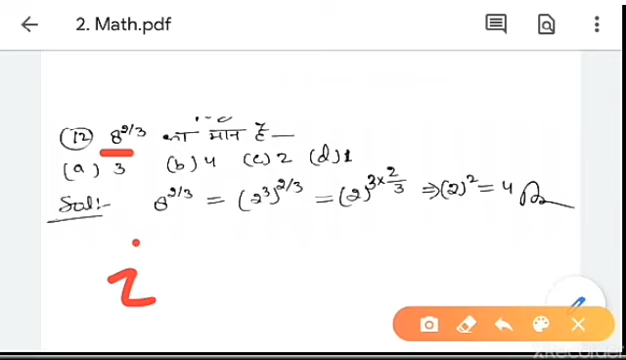 2. Math.pdf
(12) 8^2/3 का मान है—
(a) 3 (b) 4 (c) 2 (d) 1
Sol:- 8^2/3 = (2^3)^2/3 = (2)^3×2/3 ⇒ (2)^2 = 4
i